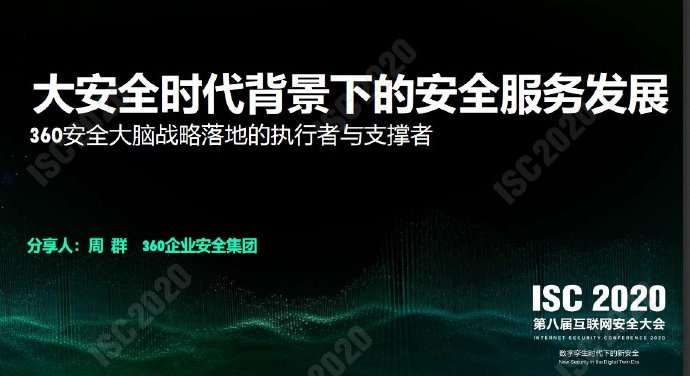 大安全时代背景下的安全服务发展
360安全大脑战略落地的执行者与支撑者
分享人：周 群 360企业安全集团
ISC 2020
第八届互联网安全大会
INTERNET SECURITY CONFERENCE 2020
数字孪生时代下的新安全
New Security in the Digital Twin Era
ISC 2020
ISC 2020
ISC 2020
ISC 2020
ISC 2020